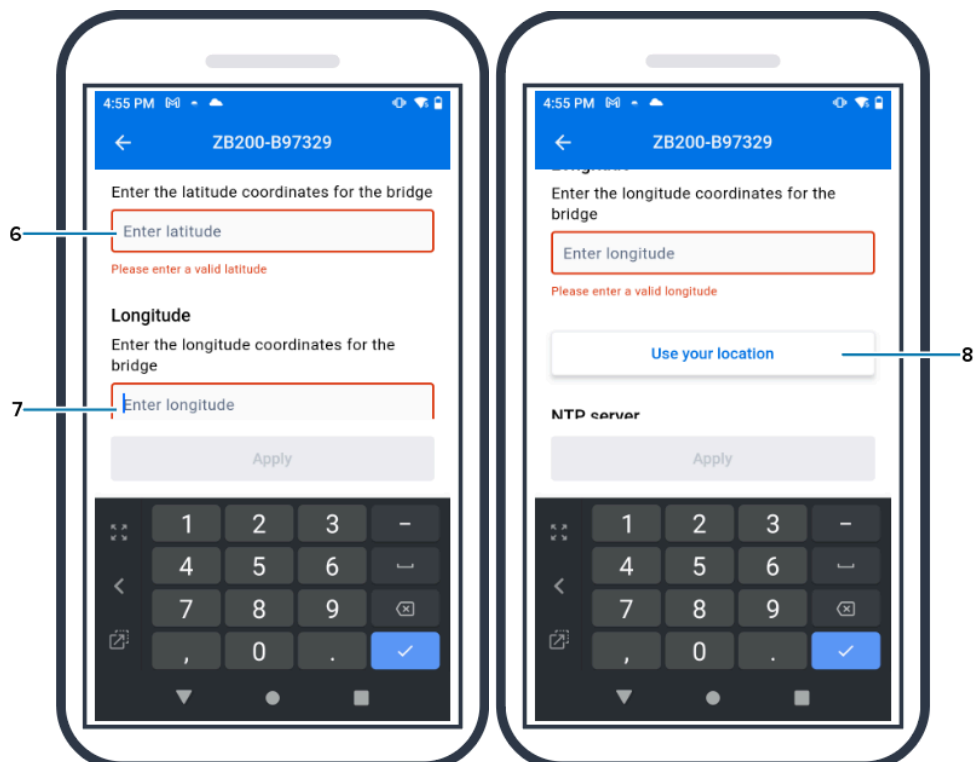 4:55 PM
ZB200-B97329
Enter the latitude coordinates for the bridge
6
Enter latitude
Please enter a valid latitude
Longitude
Enter the longitude coordinates for the
bridge
7
Enter longitude
Apply
1 2 3 –
4 5 6
7 8 9
, 0 .
4:55 PM
ZB200-B97329
Longitude
Enter the longitude coordinates for the
bridge
Enter longitude
Please enter a valid longitude
Use your location
8
NTP server
Apply
1 2 3 –
4 5 6
7 8 9
, 0 .